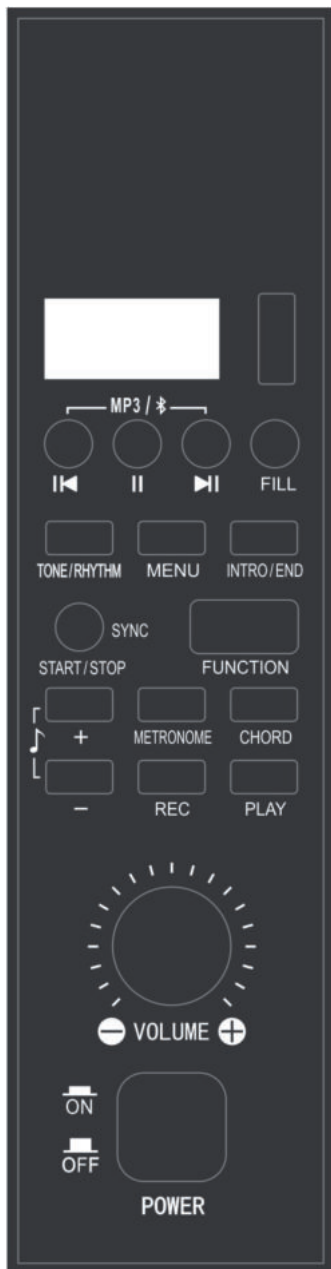 MP3 /
FILL
TONE/RHYTHM MENU INTRO/END
SYNC
START/STOP FUNCTION
+ METRONOME CHORD
− REC PLAY
VOLUME
ON
OFF
POWER